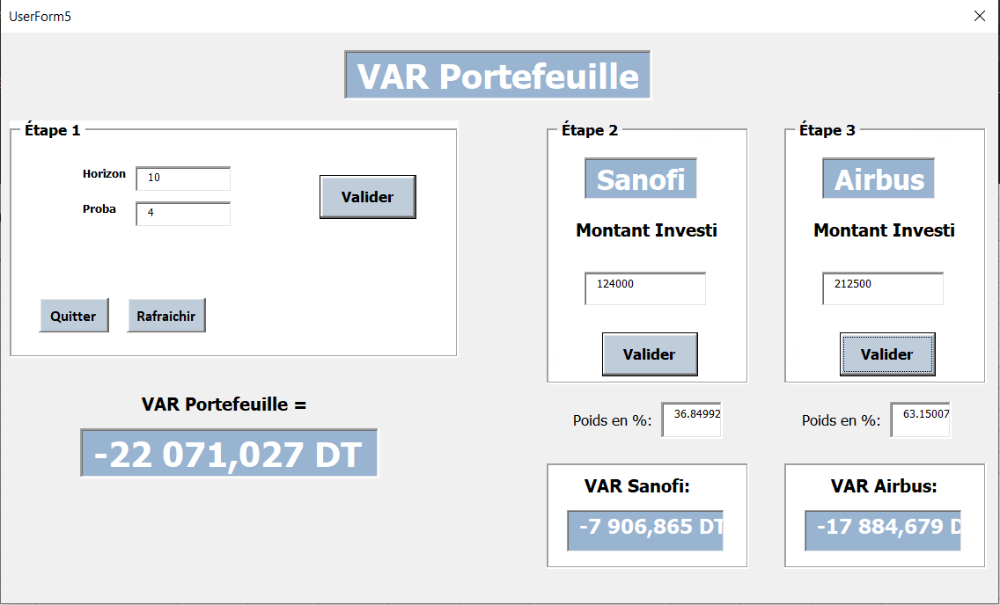 UserForm5
VAR Portefeuille
Étape 1
Horizon 10
Proba 4
Valider
Quitter Rafraichir
VAR Portefeuille =
-22 071,027 DT
Étape 2
Sanofi
Montant Investi
124000
Valider
Poids en %: 36.84992
VAR Sanofi:
-7 906,865 DT
Étape 3
Airbus
Montant Investi
212500
Valider
Poids en %: 63.15007
VAR Airbus:
-17 884,679 D